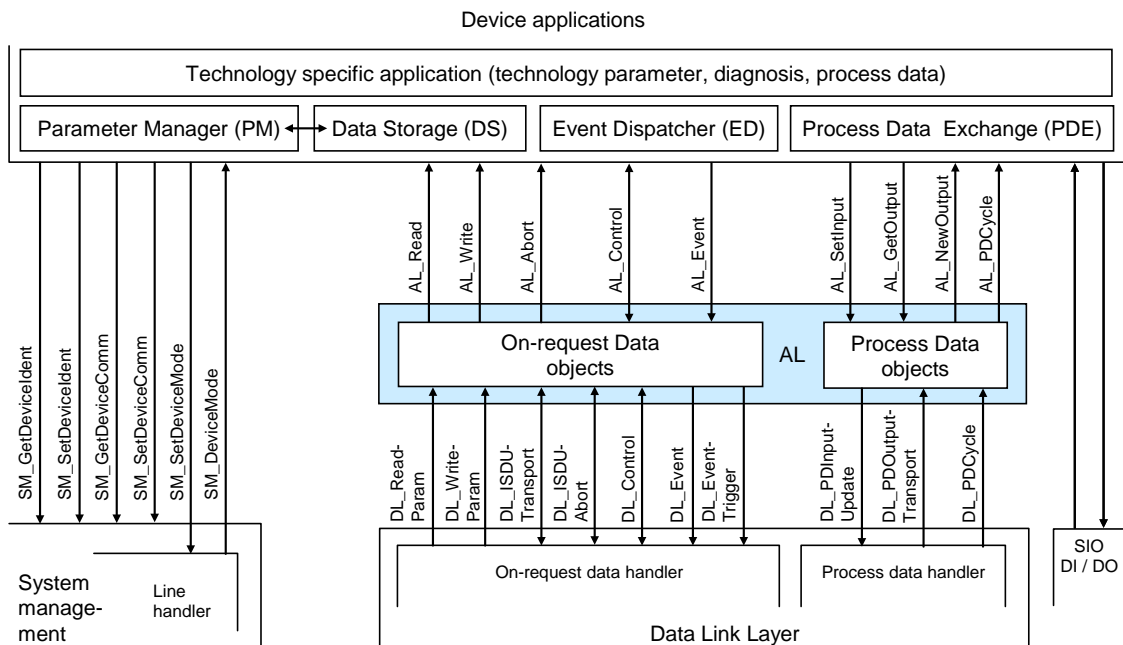 Device applications
Technology specific application (technology parameter, diagnosis, process data)
Parameter Manager (PM)
Data Storage (DS)
Event Dispatcher (ED)
Process Data Exchange (PDE)
SM_GetDeviceIdent
SM_SetDeviceIdent
SM_GetDeviceComm
SM_SetDeviceComm
SM_SetDeviceMode
SM_DeviceMode
AL_Read
AL_Write
AL_Abort
AL_Control
AL_Event
AL_SetInput
AL_GetOutput
AL_NewOutput
AL_PDCycle
On-request Data
objects
AL
Process Data
objects
DL_Read-
Param
DL_Write-
Param
DL_ISDU-
Transport
DL_ISDU-
Abort
DL_Control
DL_Event
DL_Event-
Trigger
DL_PDInput-
Update
DL_PDOutput-
Transport
DL_PDCycle
System
manage-
ment
Line
handler
On-request data handler
Process data handler
Data Link Layer
SIO
DI / DO